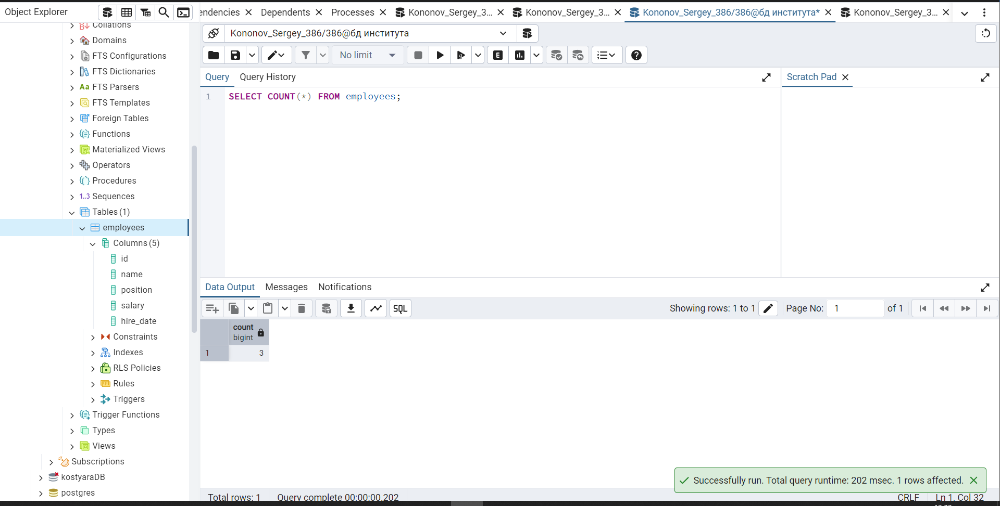 Object Explorer
endencies
Dependents
Processes
Kononov_Sergey_3...
Kononov_Sergey_3...
Kononov_Sergey_386/386@бд института*
Kononov_Sergey_3...
Kononov_Sergey_386/386@бд института
No limit
E
Query
Query History
Scratch Pad
1
SELECT COUNT(*) FROM employees;
Collations
Domains
FTS Configurations
FTS Dictionaries
Aa FTS Parsers
FTS Templates
Foreign Tables
Functions
Materialized Views
Operators
Procedures
1..3 Sequences
Tables (1)
employees
Columns (5)
id
name
position
salary
hire_date
Constraints
Indexes
RLS Policies
Rules
Triggers
Trigger Functions
Types
Views
Subscriptions
kostyaraDB
postgres
Data Output
Messages
Notifications
SQL
Showing rows: 1 to 1
Page No:
1
of 1
count
bigint
1
3
Successfully run. Total query runtime: 202 msec. 1 rows affected.
Total rows: 1
Query complete 00:00:00.202
CRLF
Ln 1, Col 32